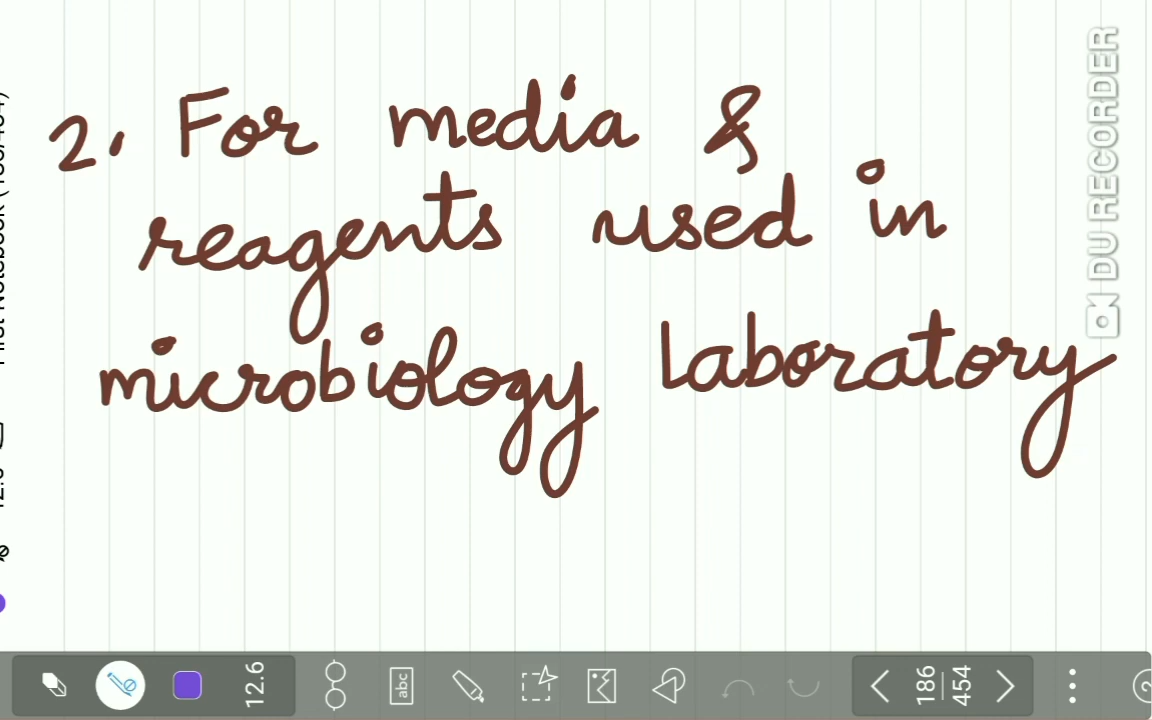 2. For media &
reagents used in
microbiology laboratory
DU RECORDER
12.6
abc
186
454